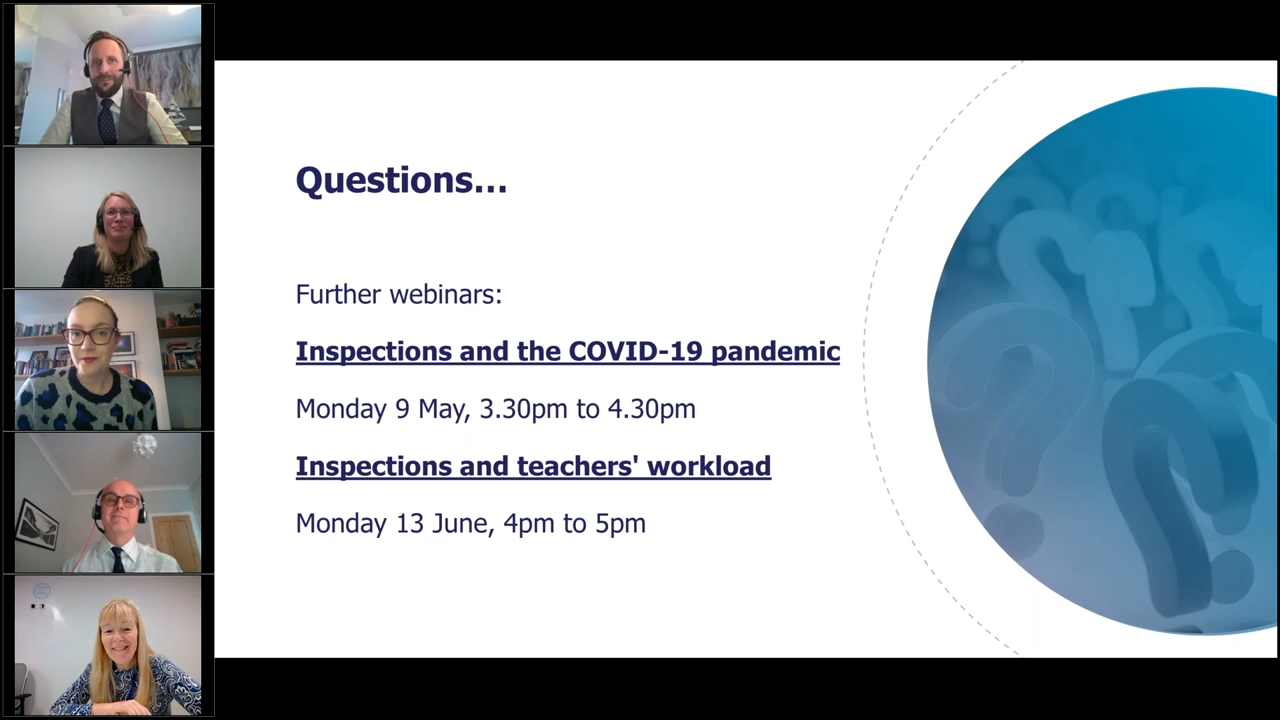 Questions...
Further webinars:
Inspections and the COVID-19 pandemic
Monday 9 May, 3.30pm to 4.30pm
Inspections and teachers' workload
Monday 13 June, 4pm to 5pm